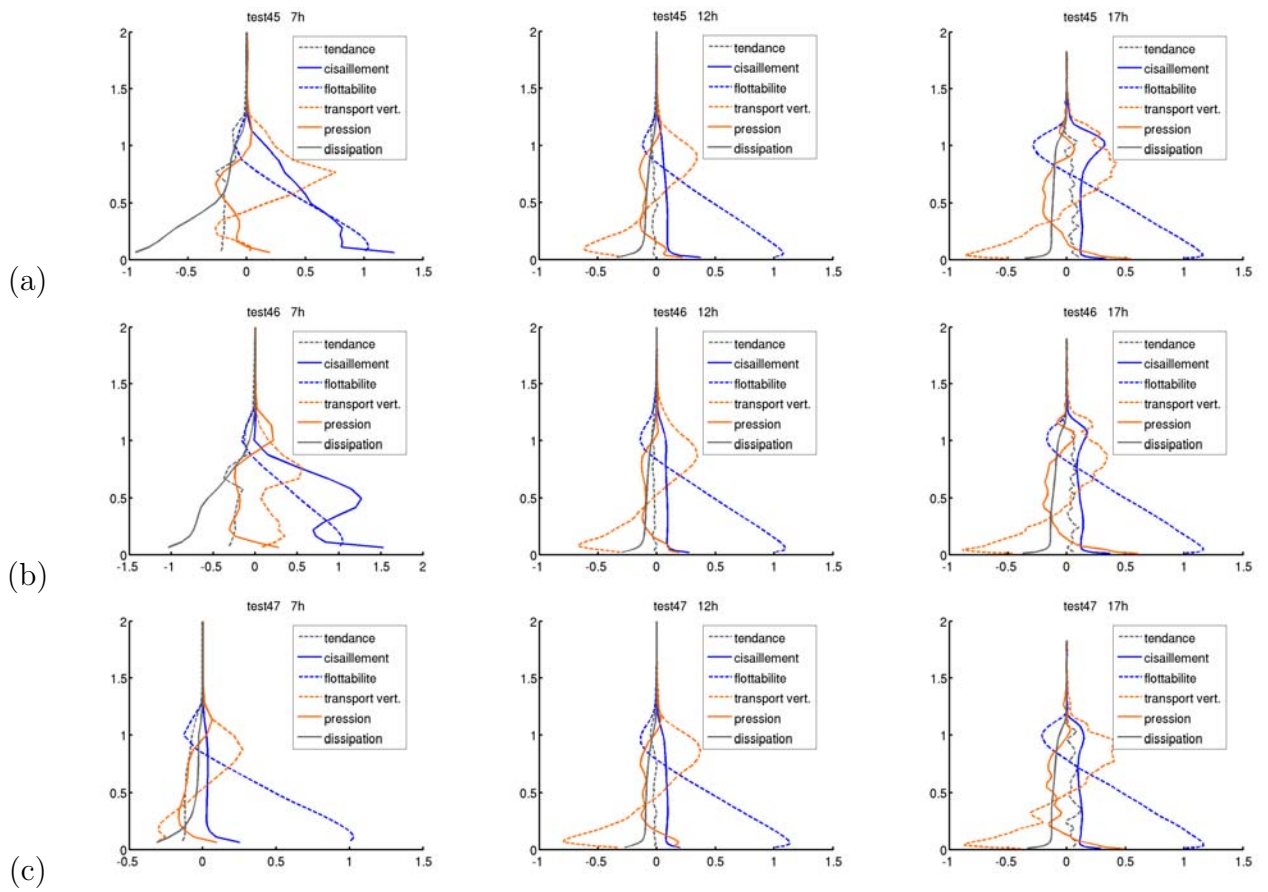 test45 7h
test45 12h
test45 17h
2
1.5
1
0.5
0
-1
-0.5
0
0.5
1
1.5
tendance
cisaillement
flottabilite
transport vert.
pression
dissipation
2
1.5
1
0.5
0
-1
-0.5
0
0.5
1
1.5
tendance
cisaillement
flottabilite
transport vert.
pression
dissipation
2
1.5
1
0.5
0
-1
-0.5
0
0.5
1
1.5
tendance
cisaillement
flottabilite
transport vert.
pression
dissipation
(a)
test46 7h
test46 12h
test46 17h
2
1.5
1
0.5
0
-1.5
-1
-0.5
0
0.5
1
1.5
2
tendance
cisaillement
flottabilite
transport vert.
pression
dissipation
2
1.5
1
0.5
0
-1
-0.5
0
0.5
1
1.5
tendance
cisaillement
flottabilite
transport vert.
pression
dissipation
2
1.5
1
0.5
0
-1
-0.5
0
0.5
1
1.5
tendance
cisaillement
flottabilite
transport vert.
pression
dissipation
(b)
test47 7h
test47 12h
test47 17h
2
1.5
1
0.5
0
-0.5
0
0.5
1
1.5
tendance
cisaillement
flottabilite
transport vert.
pression
dissipation
2
1.5
1
0.5
0
-1
-0.5
0
0.5
1
1.5
tendance
cisaillement
flottabilite
transport vert.
pression
dissipation
2
1.5
1
0.5
0
-1
-0.5
0
0.5
1
1.5
tendance
cisaillement
flottabilite
transport vert.
pression
dissipation
(c)